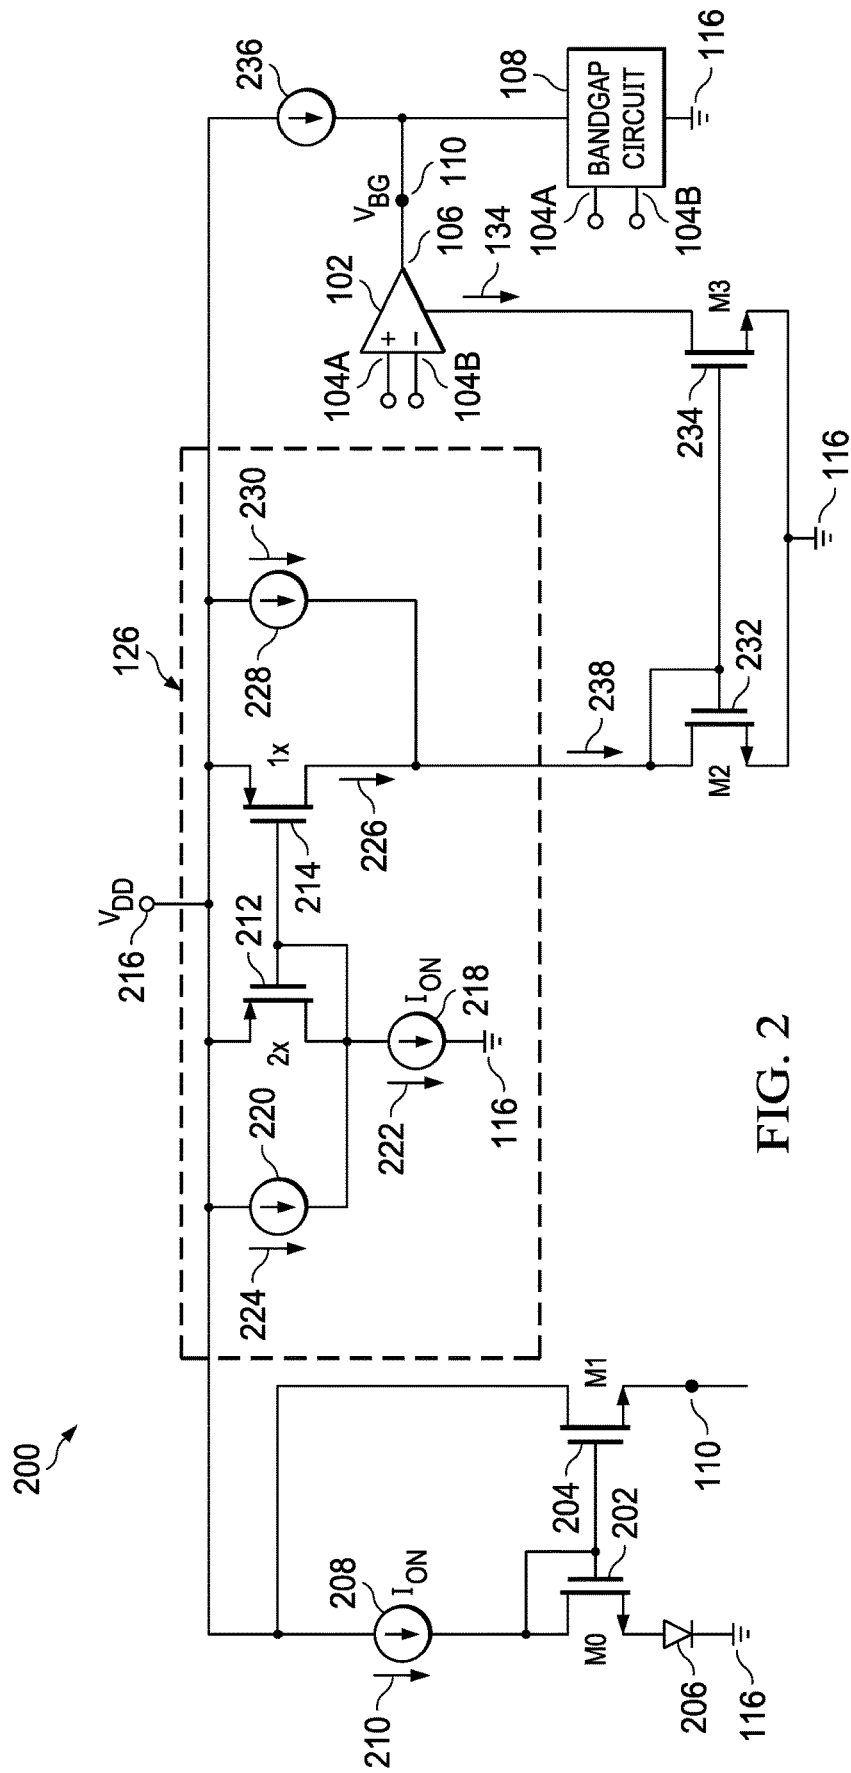 200
126
V_DD
216
236
212
2x
214
1x
220
224
228
230
226
I_ON
218
222
116
102
104A
+
−
104B
V_BG
110
106
134
108
BANDGAP
CIRCUIT
104A
104B
116
208
I_ON
210
204
M1
202
M0
206
116
110
238
232
M2
234
M3
116
FIG. 2